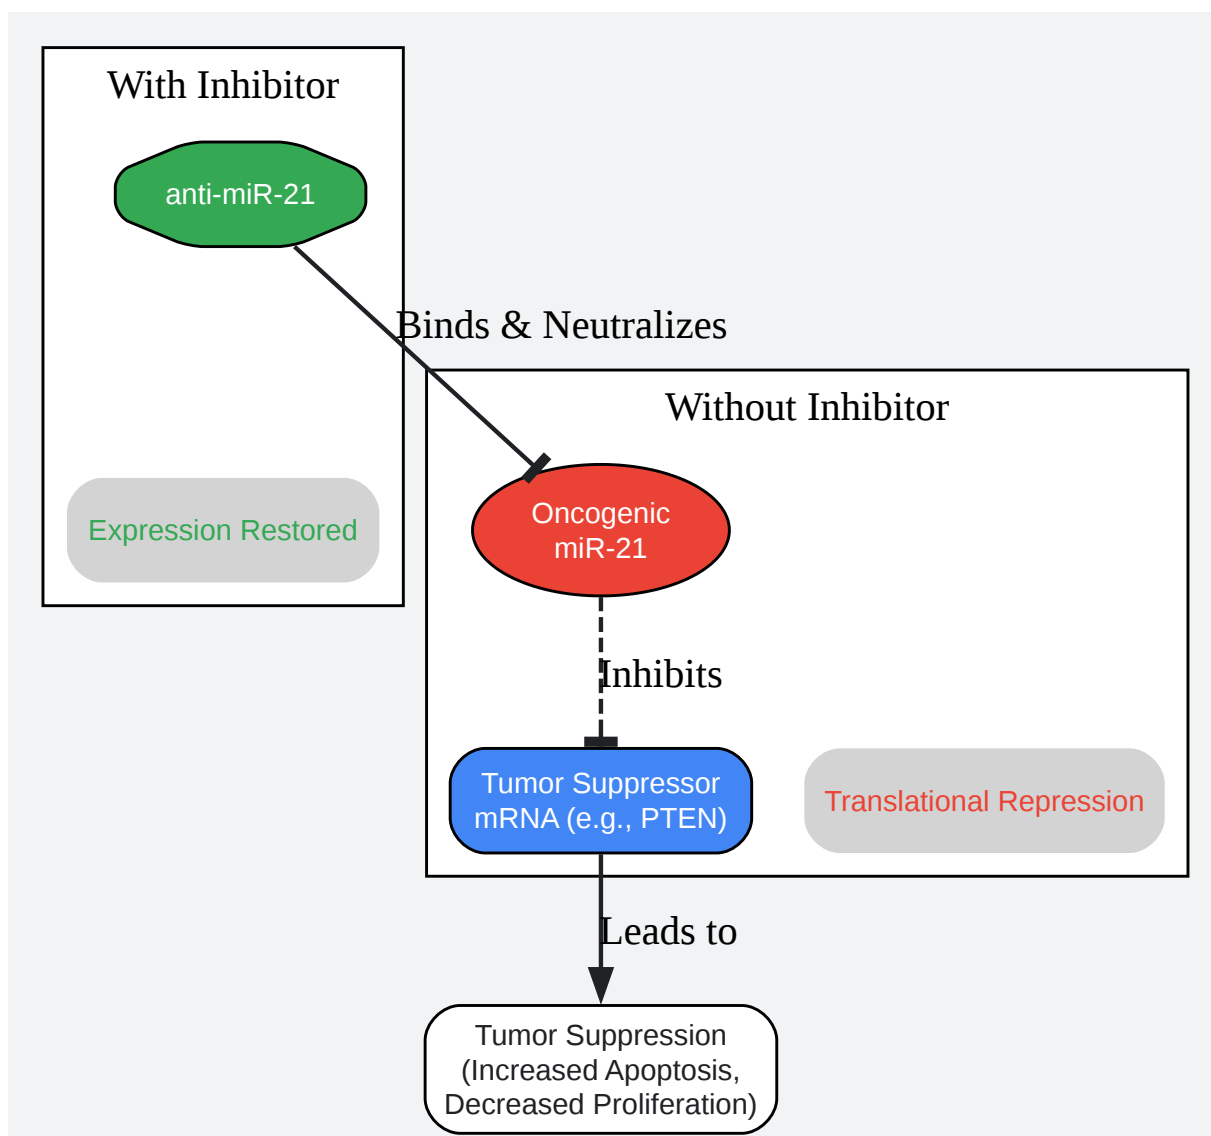 With Inhibitor
anti-miR-21
Binds & Neutralizes
Without Inhibitor
Oncogenic
miR-21
Expression Restored
Inhibits
Tumor Suppressor
mRNA (e.g., PTEN)
Translational Repression
Leads to
Tumor Suppression
(Increased Apoptosis,
Decreased Proliferation)